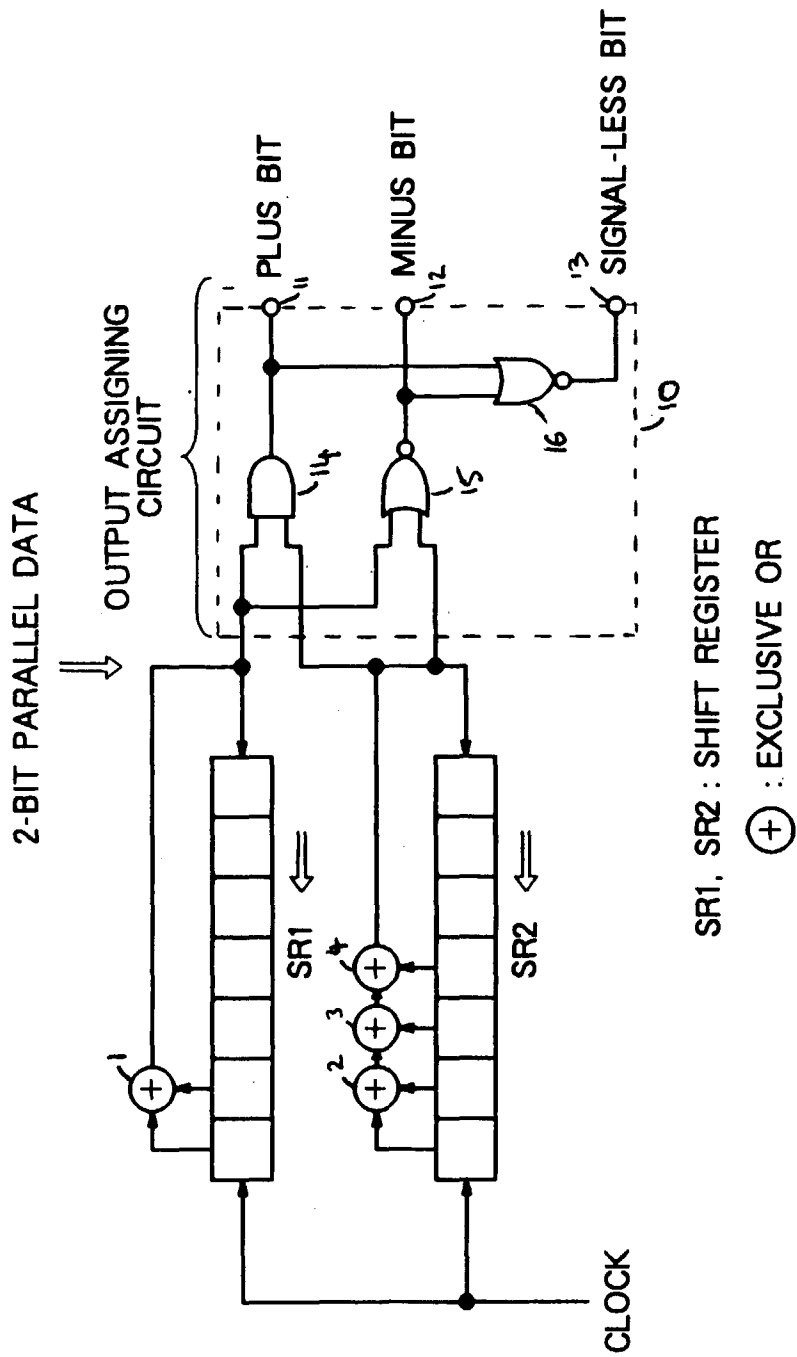 2-BIT PARALLEL DATA
OUTPUT ASSIGNING
CIRCUIT
PLUS BIT
MINUS BIT
SIGNAL-LESS BIT
11
12
13
14
15
16
10
1
SR1
2
3
4
SR2
CLOCK
SR1, SR2 : SHIFT REGISTER
+ : EXCLUSIVE OR